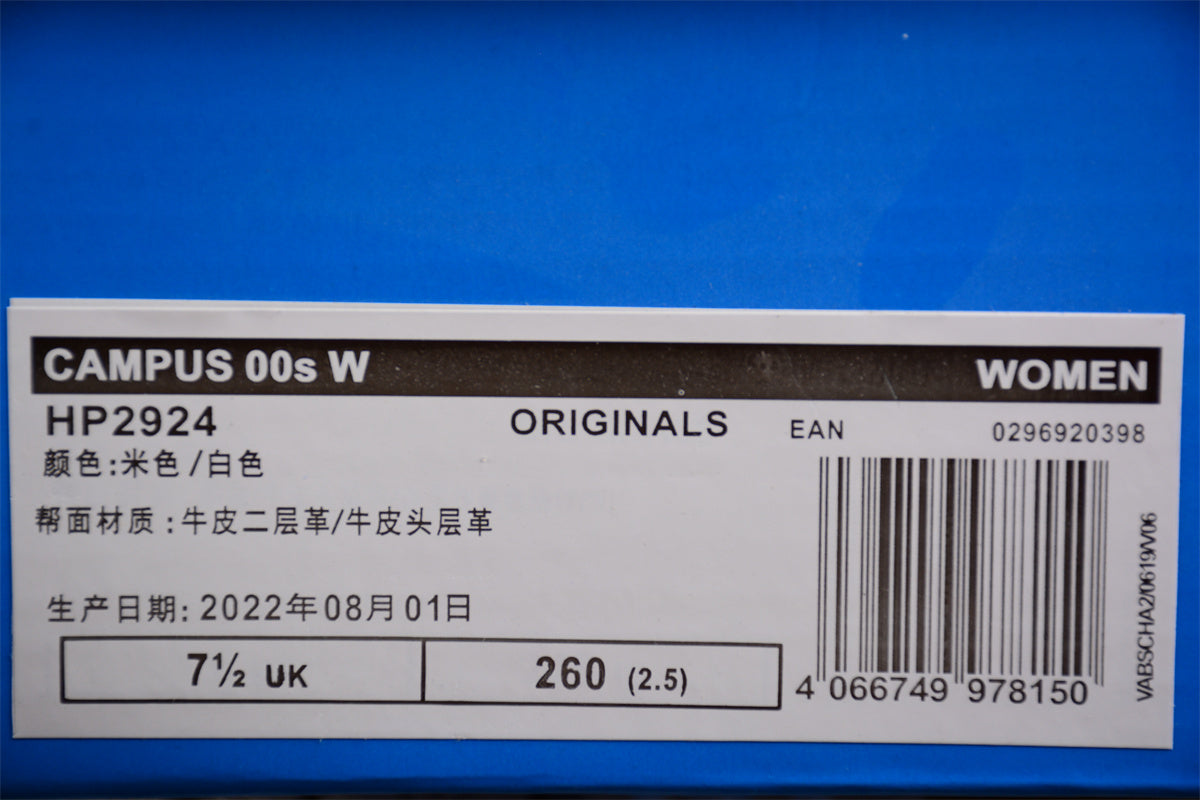 CAMPUS 00s W WOMEN
HP2924 ORIGINALS EAN 0296920398
颜色:米色/白色
帮面材质:牛皮二层革/牛皮头层革
生产日期: 2022年08月01日
7½ UK 260 (2.5)
4 066749 978150
VABSCHA2/0619/V06